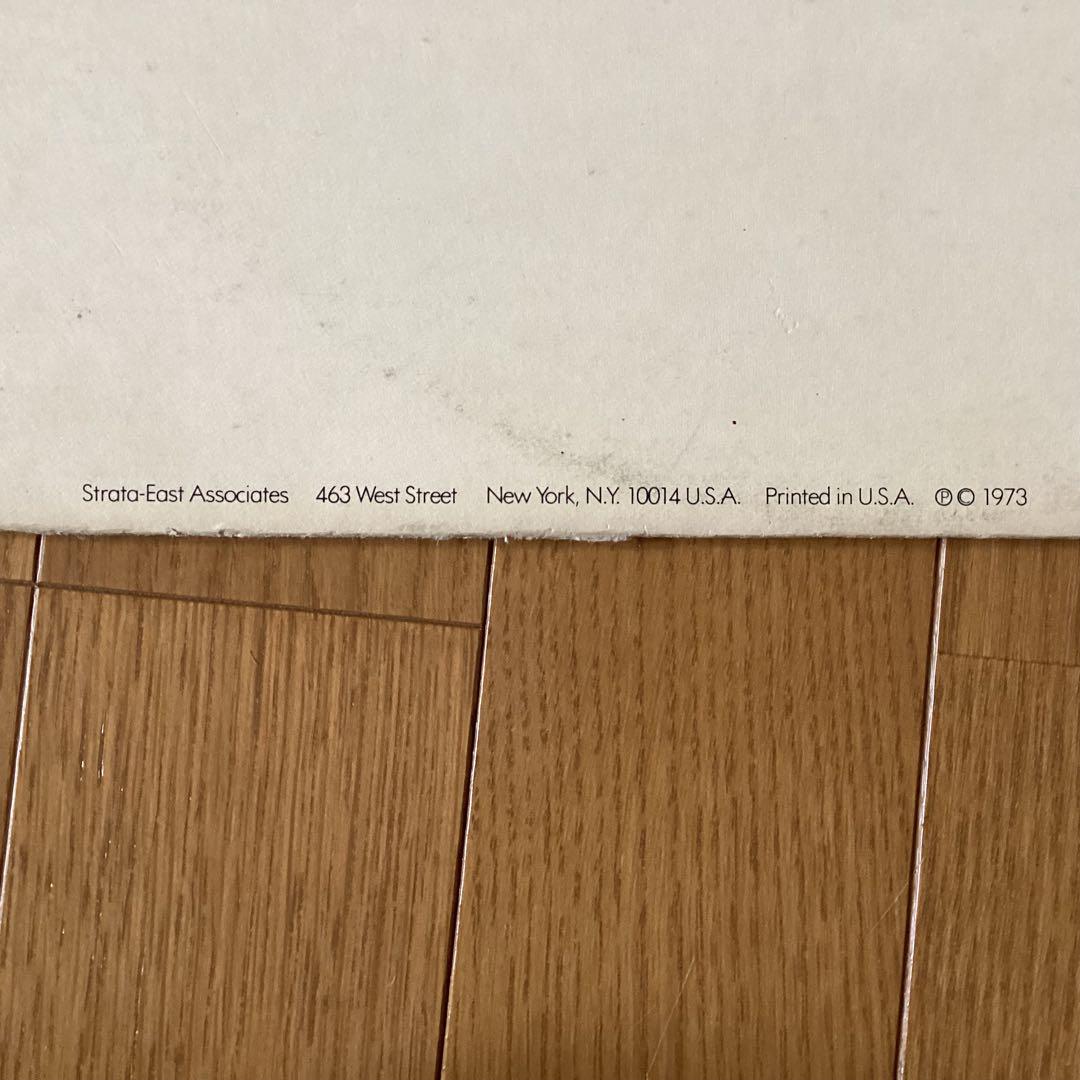 Strata-East Associates 463 West Street New York, N.Y. 10014 U.S.A. Printed in U.S.A. ℗© 1973